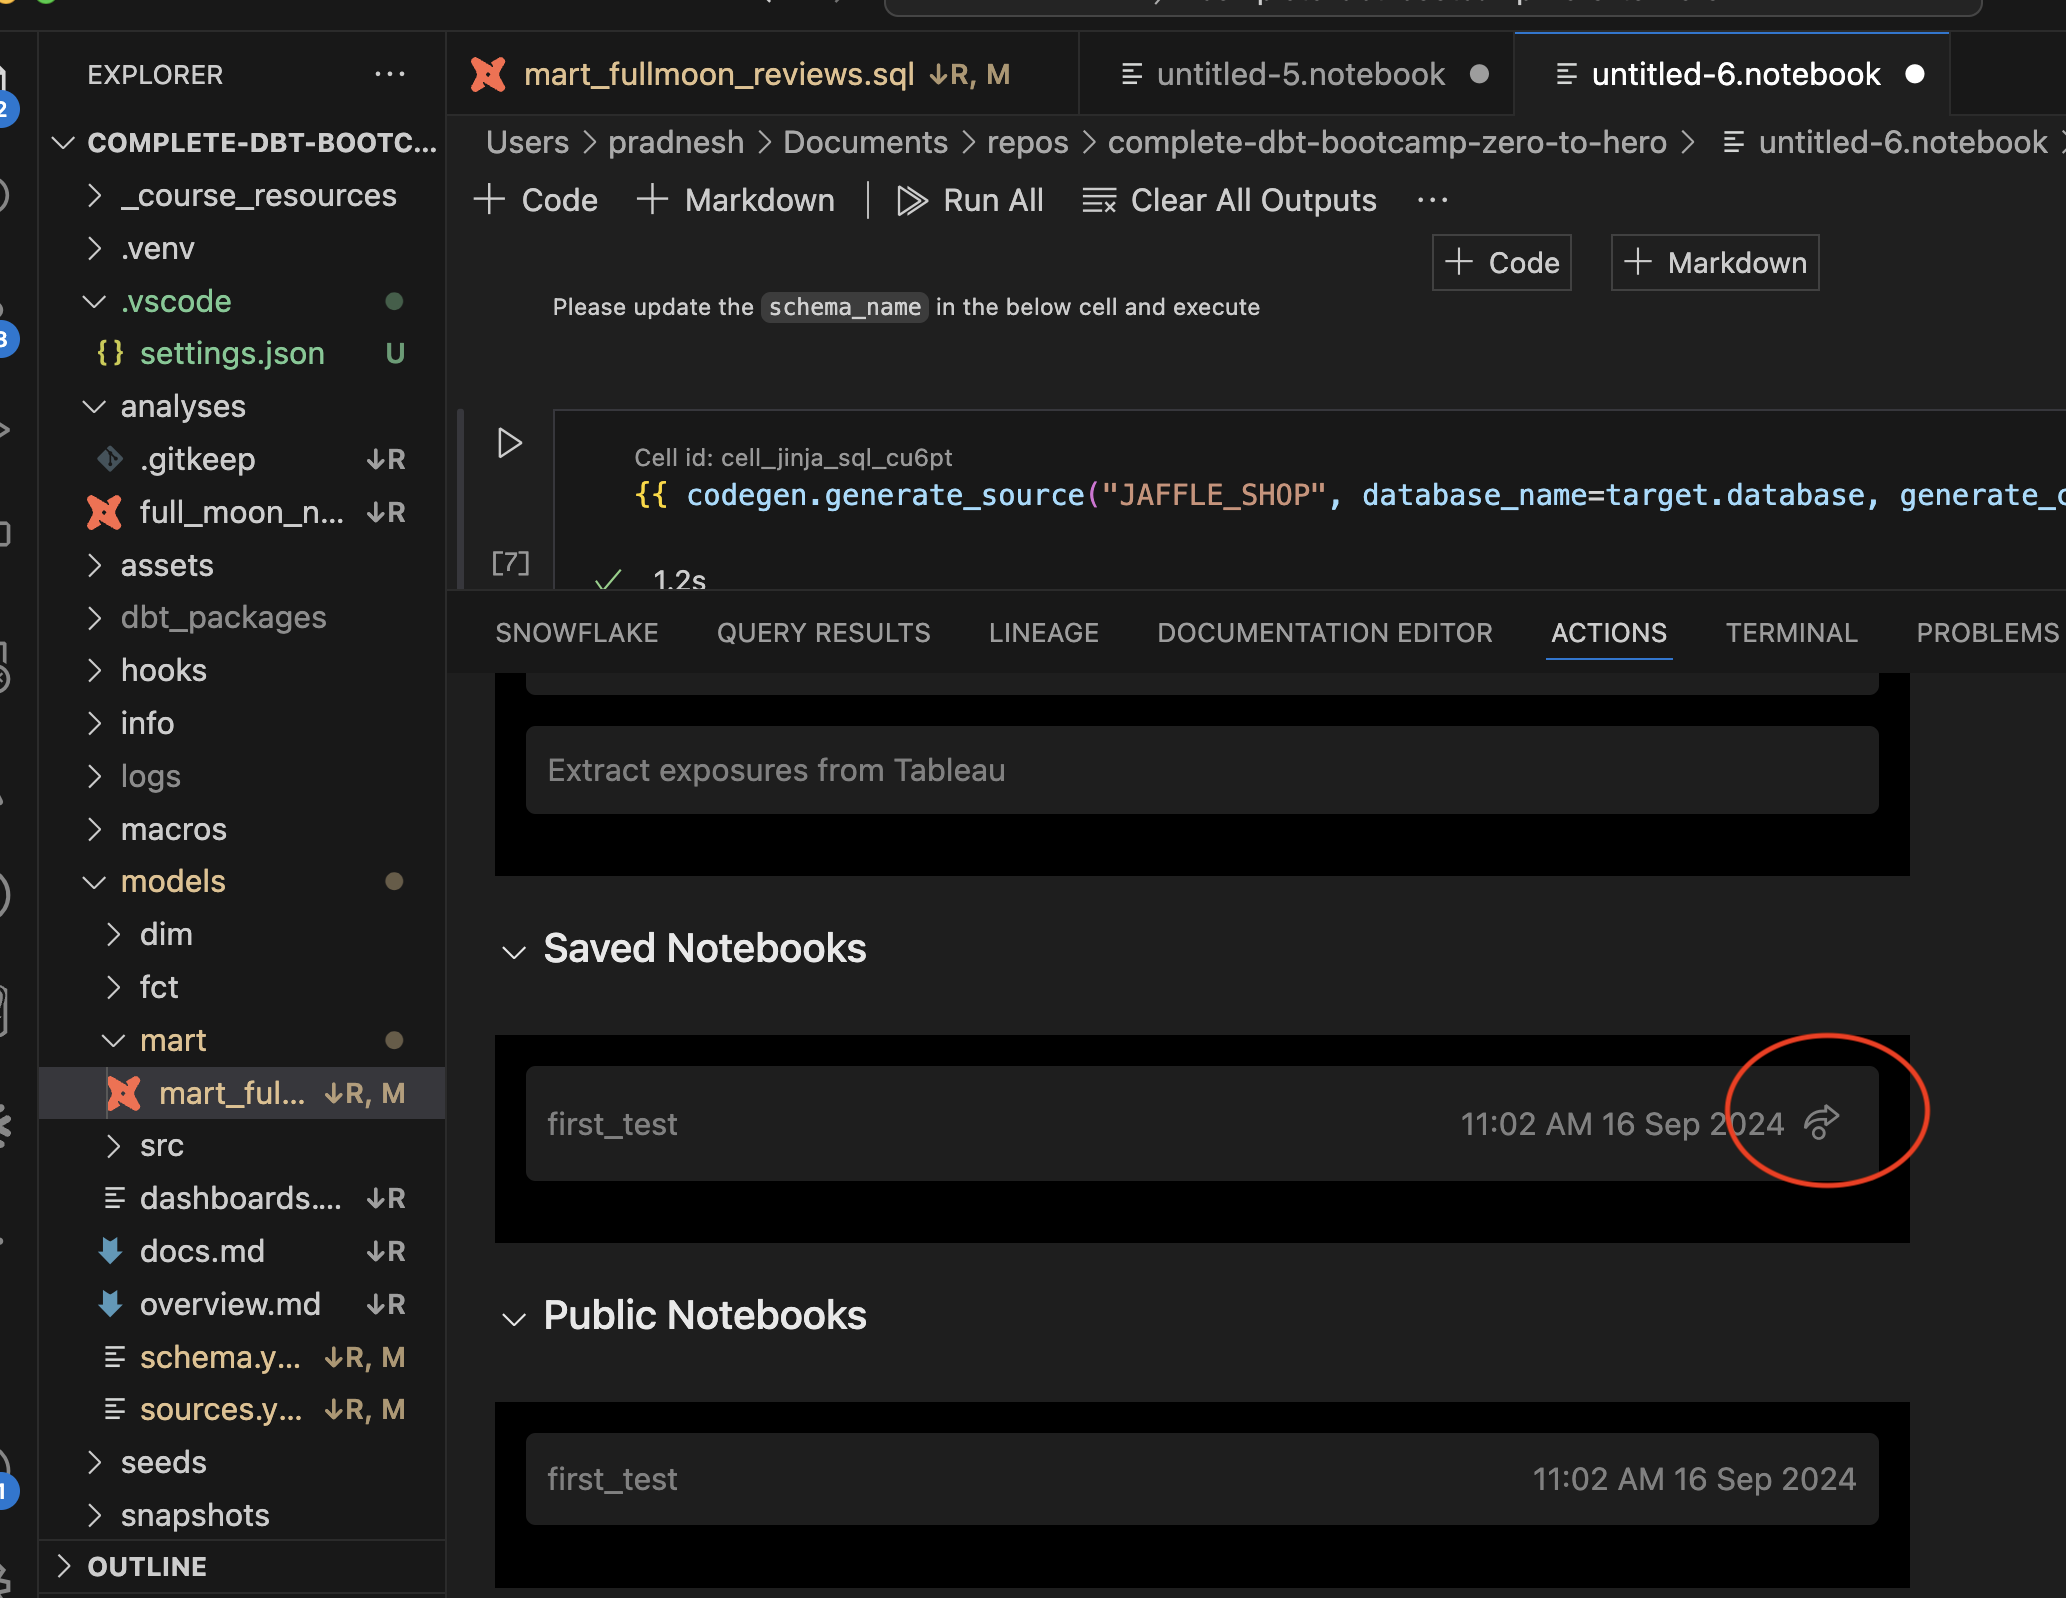 EXPLORER
COMPLETE-DBT-BOOTC...
_course_resources
.venv
.vscode
settings.json U
analyses
.gitkeep ↓R
full_moon_n... ↓R
assets
dbt_packages
hooks
info
logs
macros
models
dim
fct
mart
mart_ful... ↓R, M
src
dashboards.... ↓R
docs.md ↓R
overview.md ↓R
schema.y... ↓R, M
sources.y... ↓R, M
seeds
snapshots
OUTLINE
mart_fullmoon_reviews.sql ↓R, M
untitled-5.notebook
untitled-6.notebook
Users > pradnesh > Documents > repos > complete-dbt-bootcamp-zero-to-hero > untitled-6.notebook
+ Code + Markdown | Run All Clear All Outputs ...
+ Code + Markdown
Please update the schema_name in the below cell and execute
Cell id: cell_jinja_sql_cu6pt
{{ codegen.generate_source("JAFFLE_SHOP", database_name=target.database,
[7]
1.2s
SNOWFLAKE QUERY RESULTS LINEAGE DOCUMENTATION EDITOR ACTIONS TERMINAL PROBLEMS
Extract exposures from Tableau
Saved Notebooks
first_test 11:02 AM 16 Sep 2024
Public Notebooks
first_test 11:02 AM 16 Sep 2024